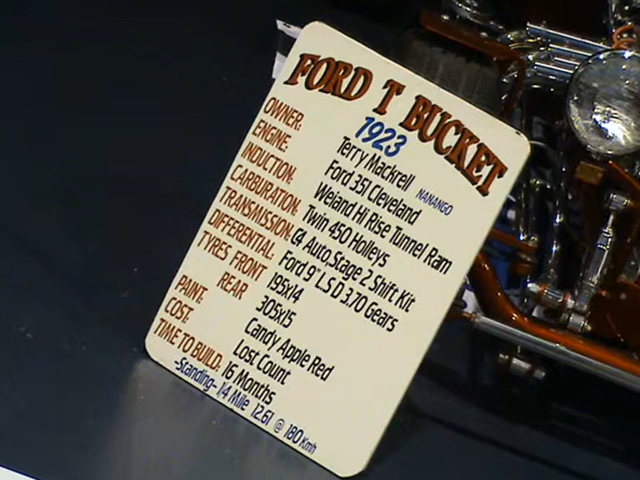 FORD T BUCKET
1923
OWNER: Terry Mackrell NANANGO
ENGINE: Ford 351 Cleveland
INDUCTION: Weiand Hi Rise Tunnel Ram
CARBURATION: Twin 450 Holleys
TRANSMISSION: C4 Auto.Stage 2 Shift Kit
DIFFERENTIAL: Ford 9" L.S D 3.70 Gears
TYRES FRONT 195x14
REAR 305x15
PAINT: Candy Apple Red
COST: Lost Count
TIME TO BUILD: 16 Months
-Standing- 1/4 Mile 12.61 @ 180 Kmh